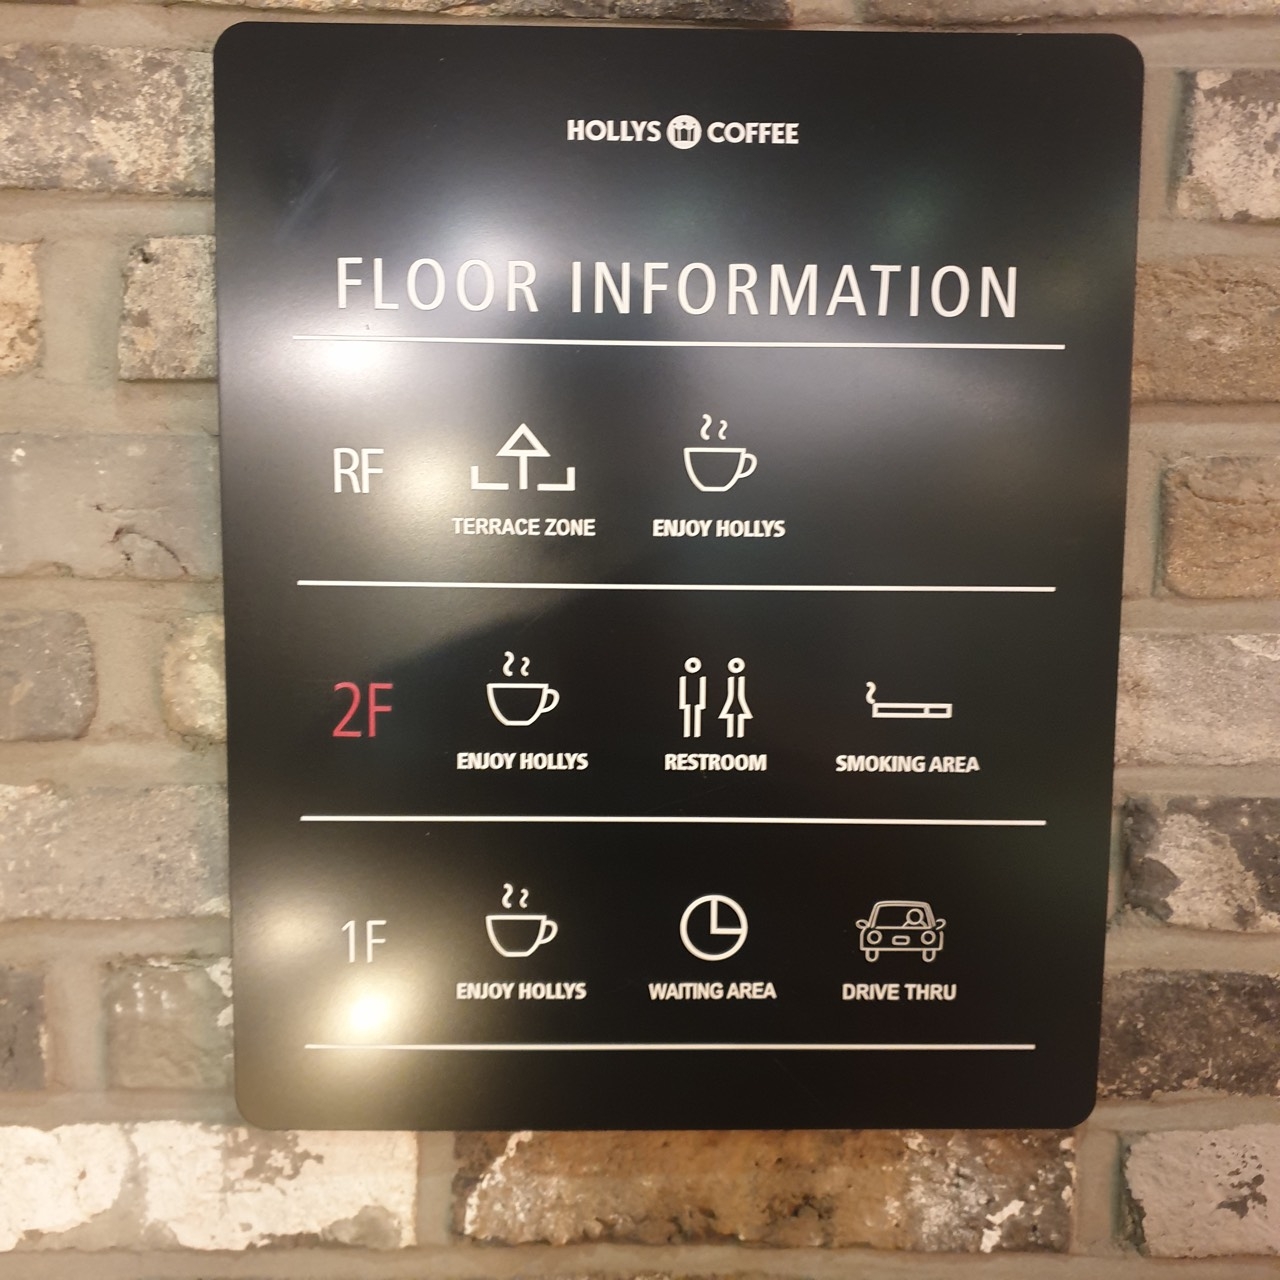 HOLLYS COFFEE
FLOOR INFORMATION
RF
TERRACE ZONE
ENJOY HOLLYS
2F
ENJOY HOLLYS
RESTROOM
SMOKING AREA
1F
ENJOY HOLLYS
WAITING AREA
DRIVE THRU